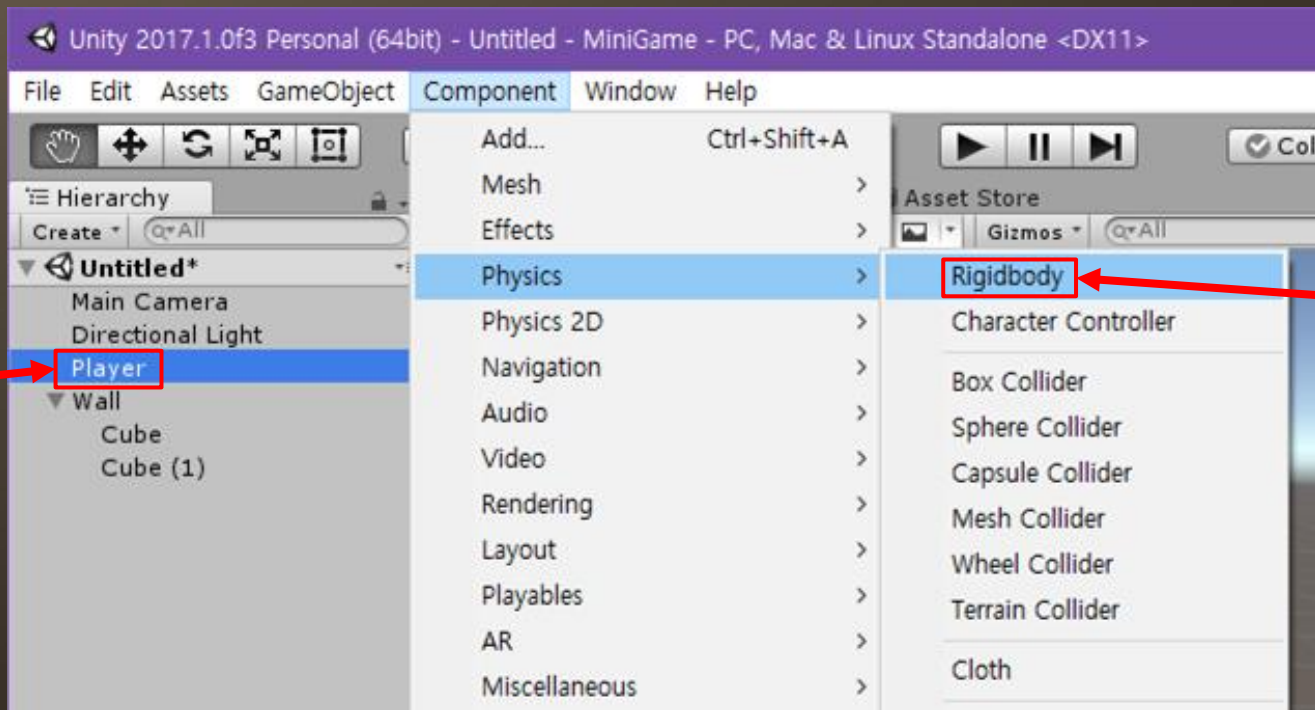 Unity 2017.1.0f3 Personal (64bit) - Untitled - MiniGame - PC, Mac & Linux Standalone <DX11>
File Edit Assets GameObject Component Window Help
Add... Ctrl+Shift+A
Col
Hierarchy
Mesh
Asset Store
Create All
Effects
Gizmos All
Untitled*
Physics
Rigidbody
Main Camera
Physics 2D
Character Controller
Directional Light
Player
Navigation
Box Collider
Wall
Audio
Sphere Collider
Cube
Video
Capsule Collider
Cube (1)
Rendering
Mesh Collider
Layout
Wheel Collider
Playables
Terrain Collider
AR
Cloth
Miscellaneous